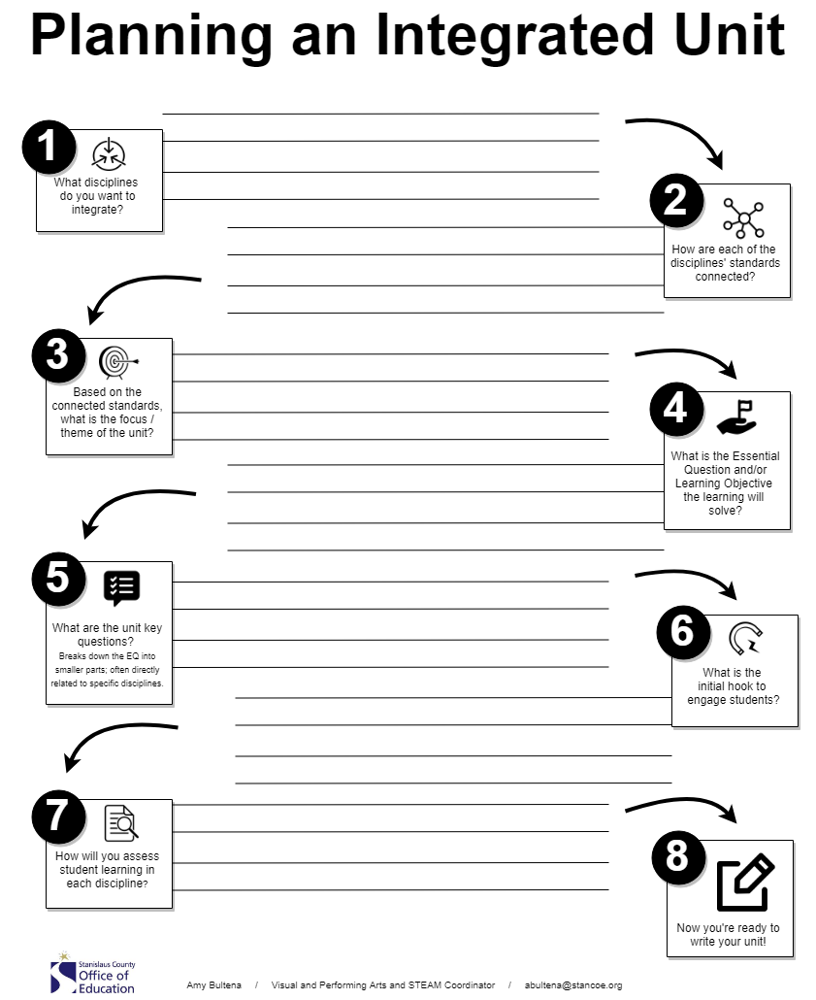 Planning an Integrated Unit
1
What disciplines
do you want to
integrate?
2
How are each of the
disciplines' standards
connected?
3
Based on the
connected standards,
what is the focus /
theme of the unit?
4
What is the Essential
Question and/or
Learning Objective
the learning will
solve?
5
What are the unit key
questions?
Breaks down the EQ into
smaller parts; often directly
related to specific disciplines.
6
What is the
initial hook to
engage students?
7
How will you assess
student learning in
each discipline?
8
Now you're ready to
write your unit!
Stanislaus County
Office of
Education
Amy Bultena / Visual and Performing Arts and STEAM Coordinator / abultena@stancoe.org